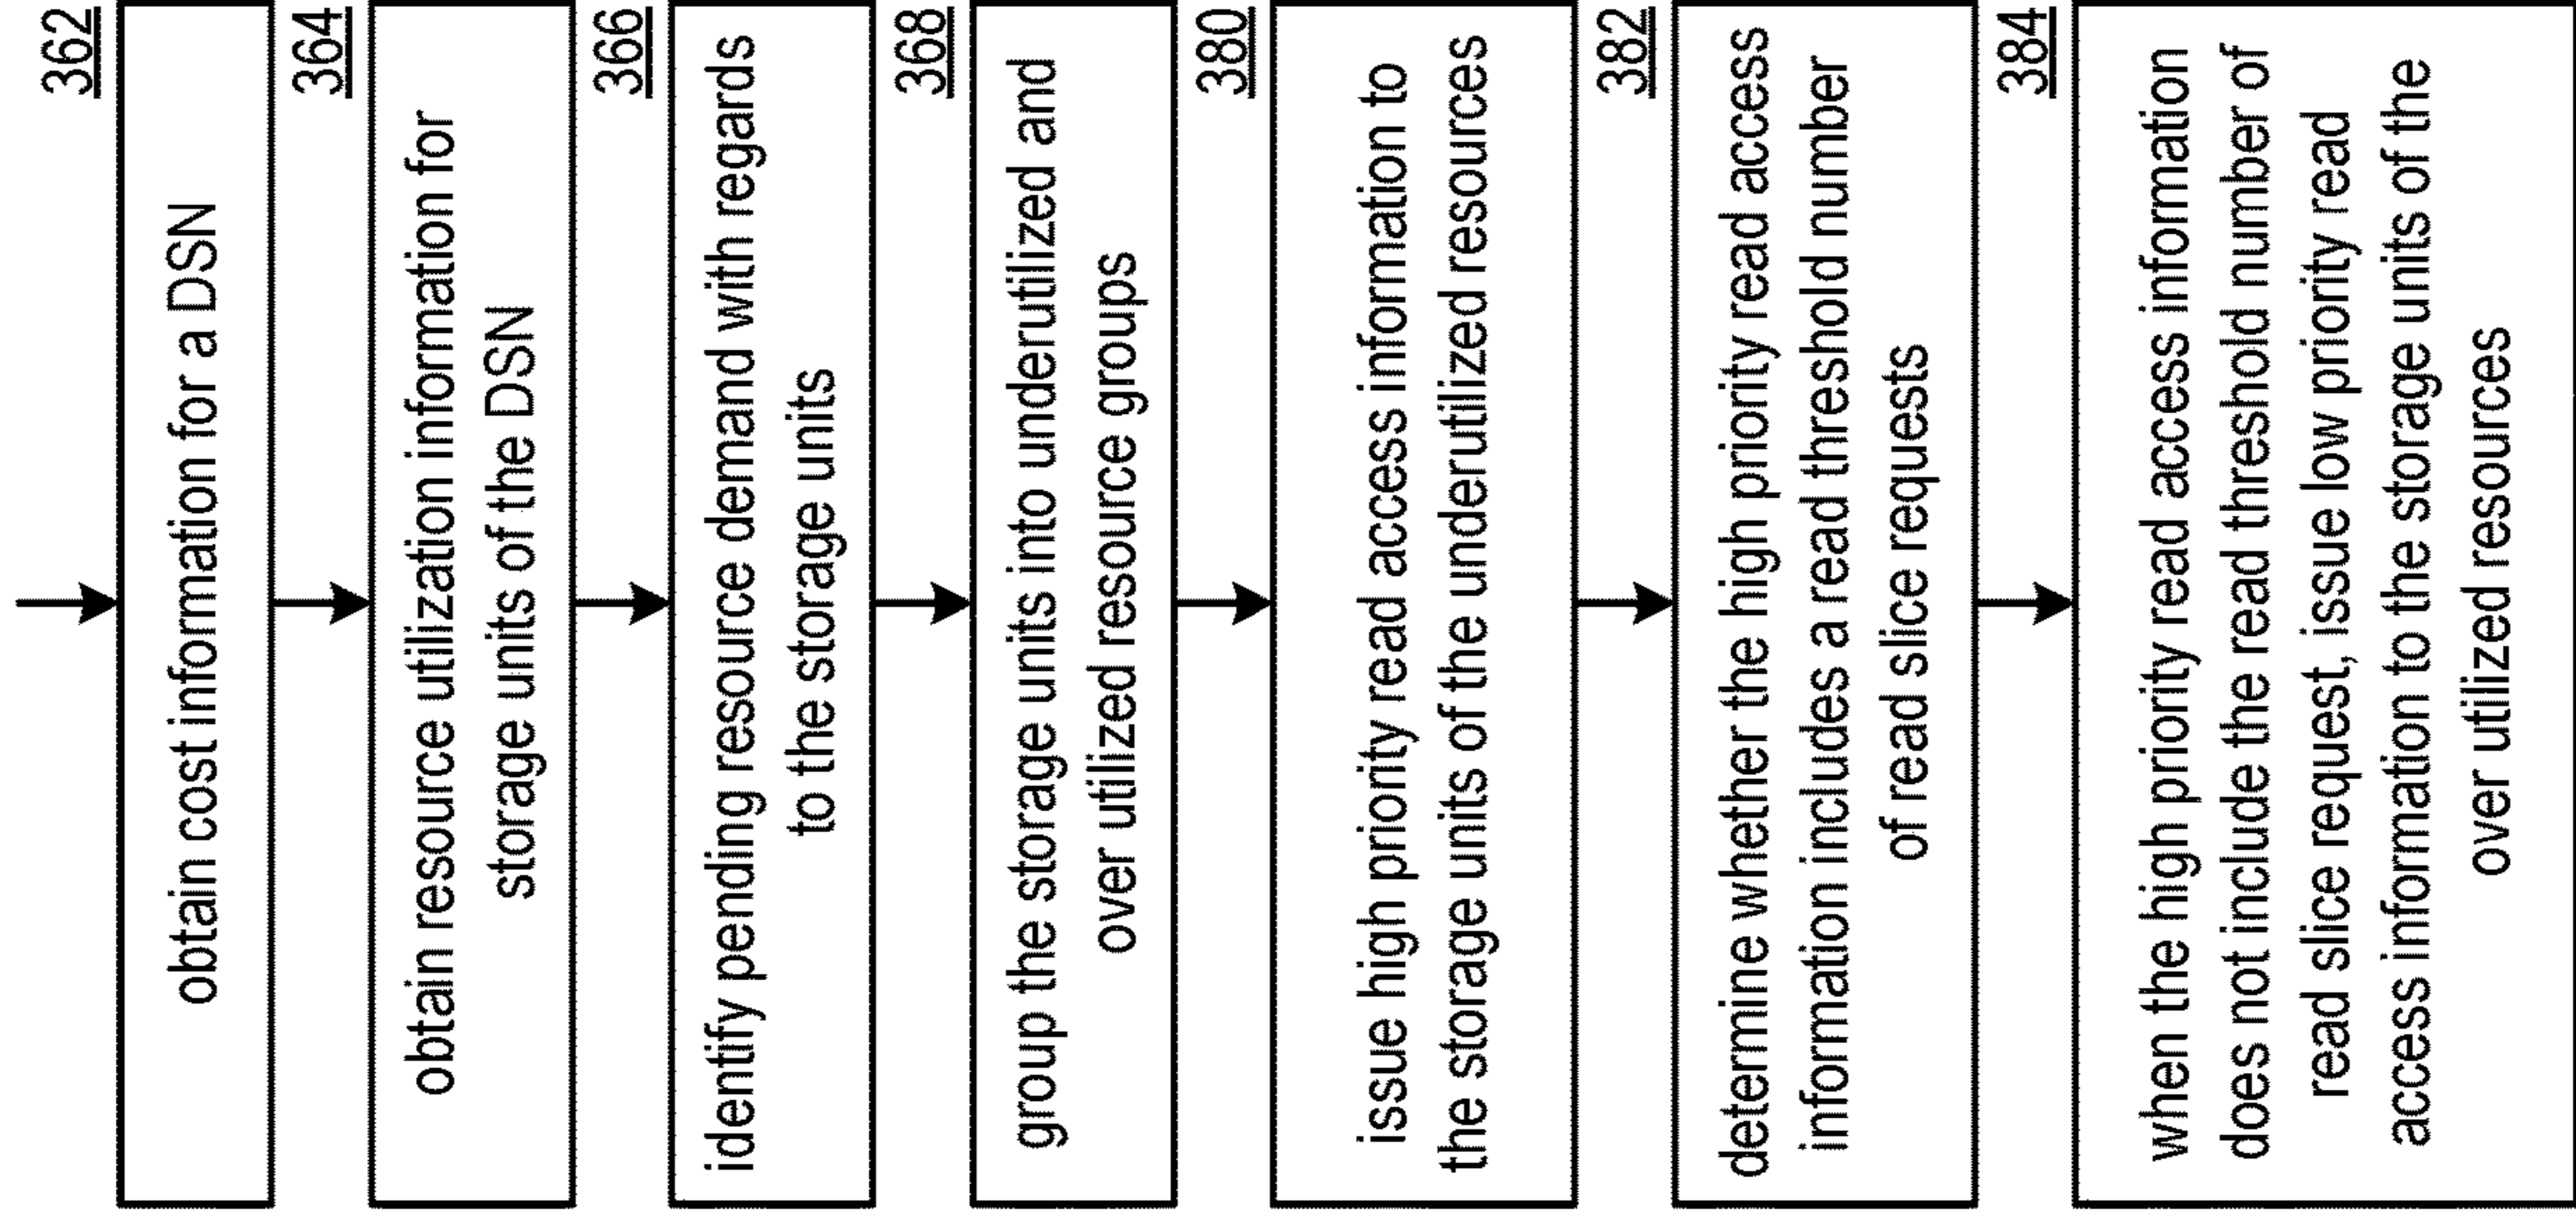 362
obtain cost information for a DSN
364
obtain resource utilization information for
storage units of the DSN
366
identify pending resource demand with regards
to the storage units
368
group the storage units into underutilized and
over utilized resource groups
380
issue high priority read access information to
the storage units of the underutilized resources
382
determine whether the high priority read access
information includes a read threshold number
of read slice requests
384
when the high priority read access information
does not include the read threshold number of
read slice request, issue low priority read
access information to the storage units of the
over utilized resources